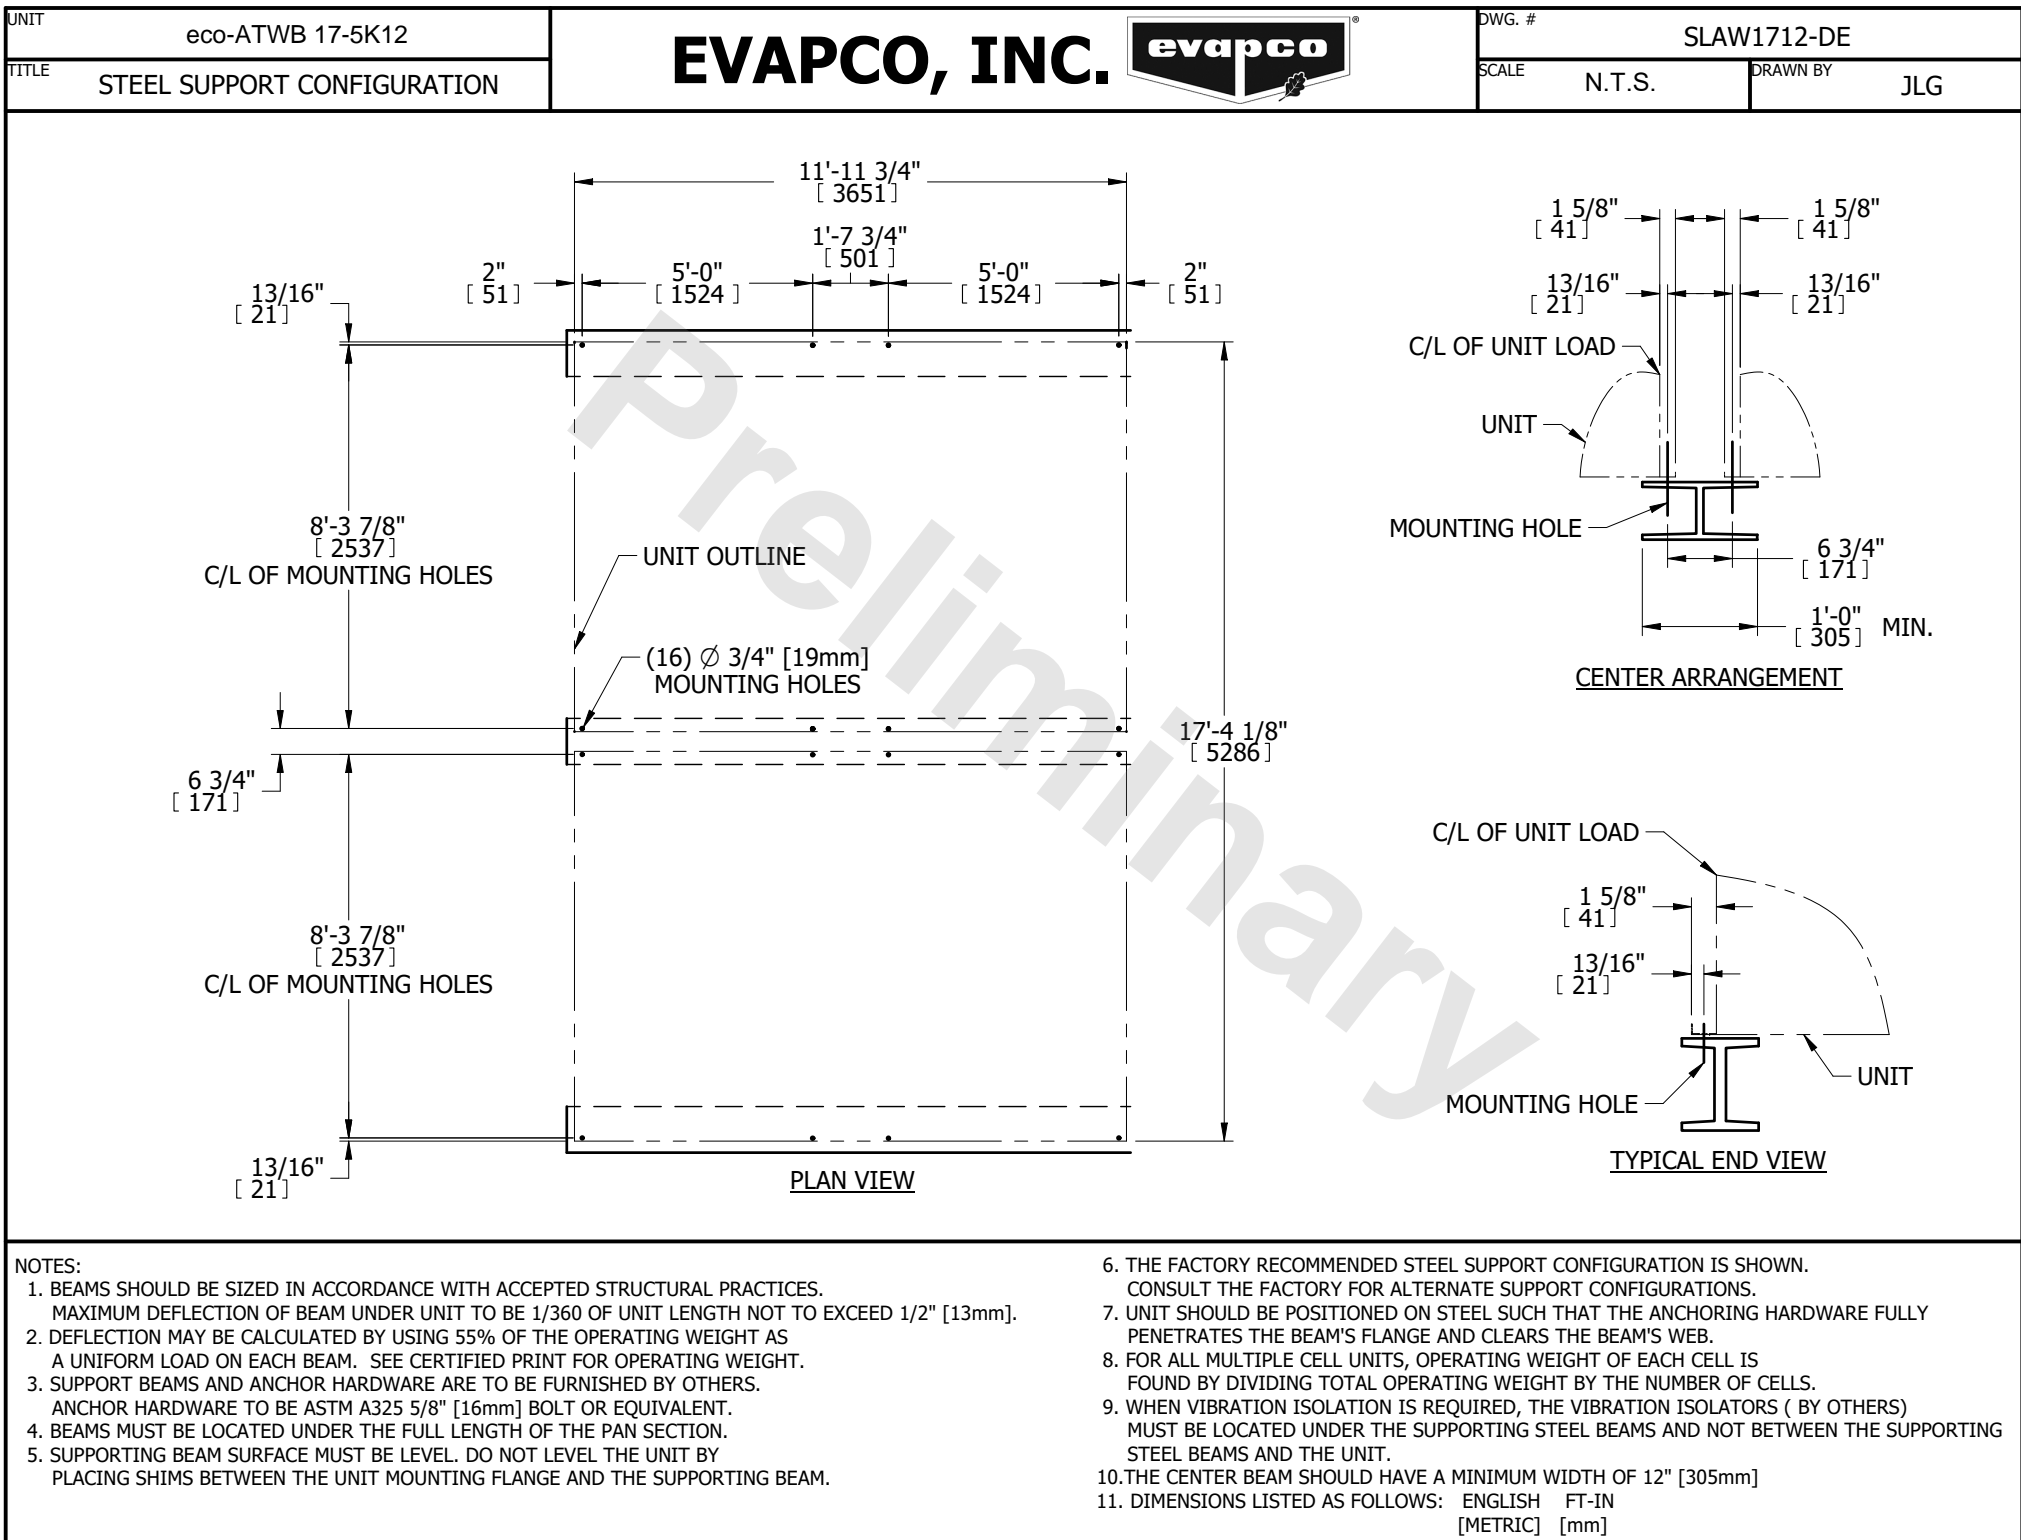 UNIT
eco-ATWB 17-5K12
TITLE
STEEL SUPPORT CONFIGURATION
EVAPCO, INC.
evapco
®
DWG. #
SLAW1712-DE
SCALE
N.T.S.
DRAWN BY
JLG
11'-11 3/4"
[ 3651]
1'-7 3/4"
[ 501 ]
2"
[ 51]
5'-0"
[ 1524 ]
5'-0"
[ 1524]
2"
[ 51]
13/16"
[ 21]
8'-3 7/8"
[ 2537]
C/L OF MOUNTING HOLES
UNIT OUTLINE
(16) Ø 3/4" [19mm]
MOUNTING HOLES
6 3/4"
[ 171]
17'-4 1/8"
[ 5286]
8'-3 7/8"
[ 2537]
C/L OF MOUNTING HOLES
13/16"
[ 21]
PLAN VIEW
Preliminary
1 5/8"
[ 41]
1 5/8"
[ 41]
13/16"
[ 21]
13/16"
[ 21]
C/L OF UNIT LOAD
UNIT
MOUNTING HOLE
6 3/4"
[ 171]
1'-0"
[ 305] MIN.
CENTER ARRANGEMENT
C/L OF UNIT LOAD
1 5/8"
[ 41]
13/16"
[ 21]
UNIT
MOUNTING HOLE
TYPICAL END VIEW
NOTES:
1. BEAMS SHOULD BE SIZED IN ACCORDANCE WITH ACCEPTED STRUCTURAL PRACTICES.
MAXIMUM DEFLECTION OF BEAM UNDER UNIT TO BE 1/360 OF UNIT LENGTH NOT TO EXCEED 1/2" [13mm].
2. DEFLECTION MAY BE CALCULATED BY USING 55% OF THE OPERATING WEIGHT AS
A UNIFORM LOAD ON EACH BEAM. SEE CERTIFIED PRINT FOR OPERATING WEIGHT.
3. SUPPORT BEAMS AND ANCHOR HARDWARE ARE TO BE FURNISHED BY OTHERS.
ANCHOR HARDWARE TO BE ASTM A325 5/8" [16mm] BOLT OR EQUIVALENT.
4. BEAMS MUST BE LOCATED UNDER THE FULL LENGTH OF THE PAN SECTION.
5. SUPPORTING BEAM SURFACE MUST BE LEVEL. DO NOT LEVEL THE UNIT BY
PLACING SHIMS BETWEEN THE UNIT MOUNTING FLANGE AND THE SUPPORTING BEAM.
6. THE FACTORY RECOMMENDED STEEL SUPPORT CONFIGURATION IS SHOWN.
CONSULT THE FACTORY FOR ALTERNATE SUPPORT CONFIGURATIONS.
7. UNIT SHOULD BE POSITIONED ON STEEL SUCH THAT THE ANCHORING HARDWARE FULLY
PENETRATES THE BEAM'S FLANGE AND CLEARS THE BEAM'S WEB.
8. FOR ALL MULTIPLE CELL UNITS, OPERATING WEIGHT OF EACH CELL IS
FOUND BY DIVIDING TOTAL OPERATING WEIGHT BY THE NUMBER OF CELLS.
9. WHEN VIBRATION ISOLATION IS REQUIRED, THE VIBRATION ISOLATORS ( BY OTHERS)
MUST BE LOCATED UNDER THE SUPPORTING STEEL BEAMS AND NOT BETWEEN THE SUPPORTING
STEEL BEAMS AND THE UNIT.
10.THE CENTER BEAM SHOULD HAVE A MINIMUM WIDTH OF 12" [305mm]
11. DIMENSIONS LISTED AS FOLLOWS: ENGLISH FT-IN
[METRIC] [mm]